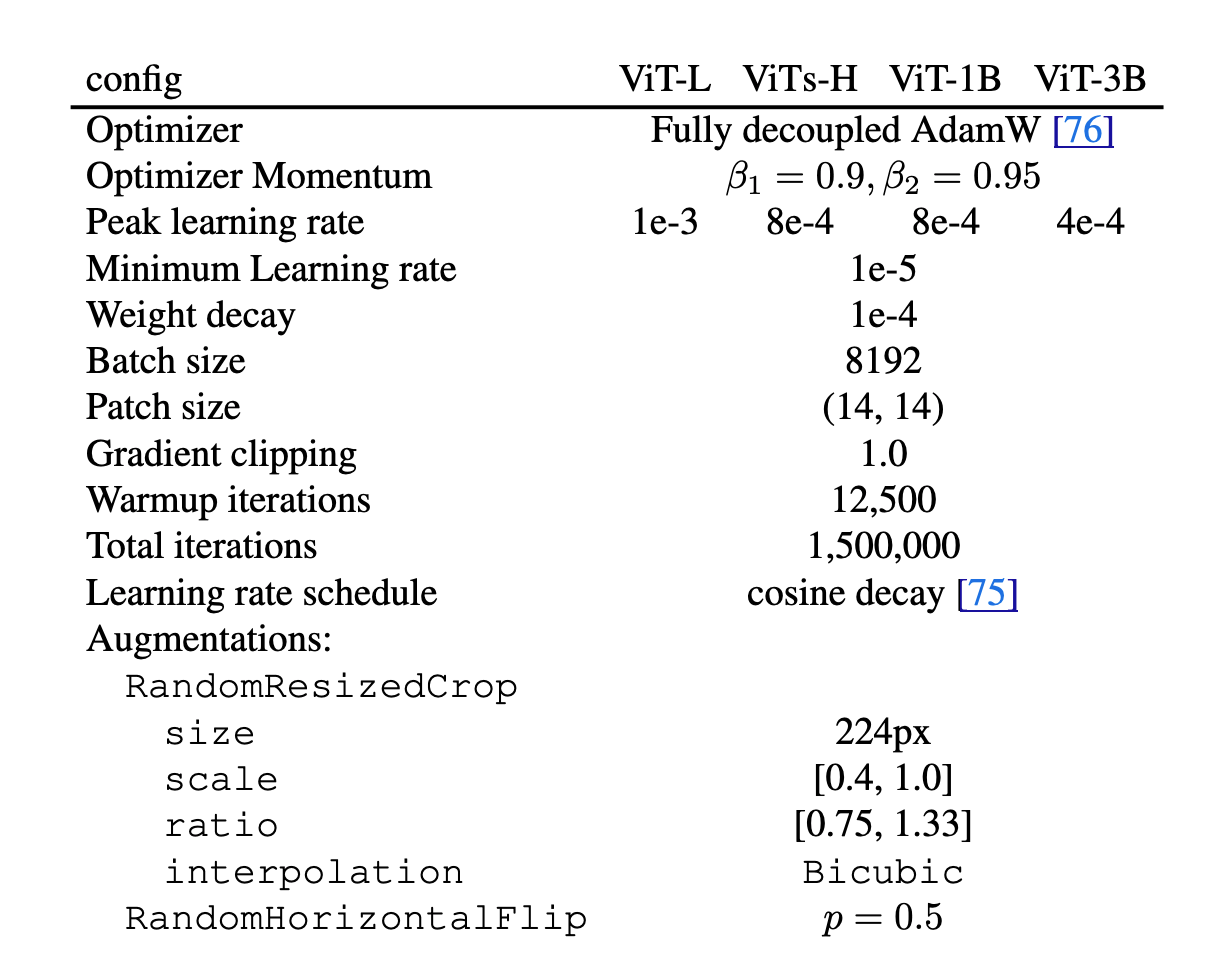 config ViT-L ViTs-H ViT-1B ViT-3B
Optimizer Fully decoupled AdamW [76]
Optimizer Momentum β₁ = 0.9, β₂ = 0.95
Peak learning rate 1e-3 8e-4 8e-4 4e-4
Minimum Learning rate 1e-5
Weight decay 1e-4
Batch size 8192
Patch size (14, 14)
Gradient clipping 1.0
Warmup iterations 12,500
Total iterations 1,500,000
Learning rate schedule cosine decay [75]
Augmentations:
RandomResizedCrop
size 224px
scale [0.4, 1.0]
ratio [0.75, 1.33]
interpolation Bicubic
RandomHorizontalFlip p = 0.5